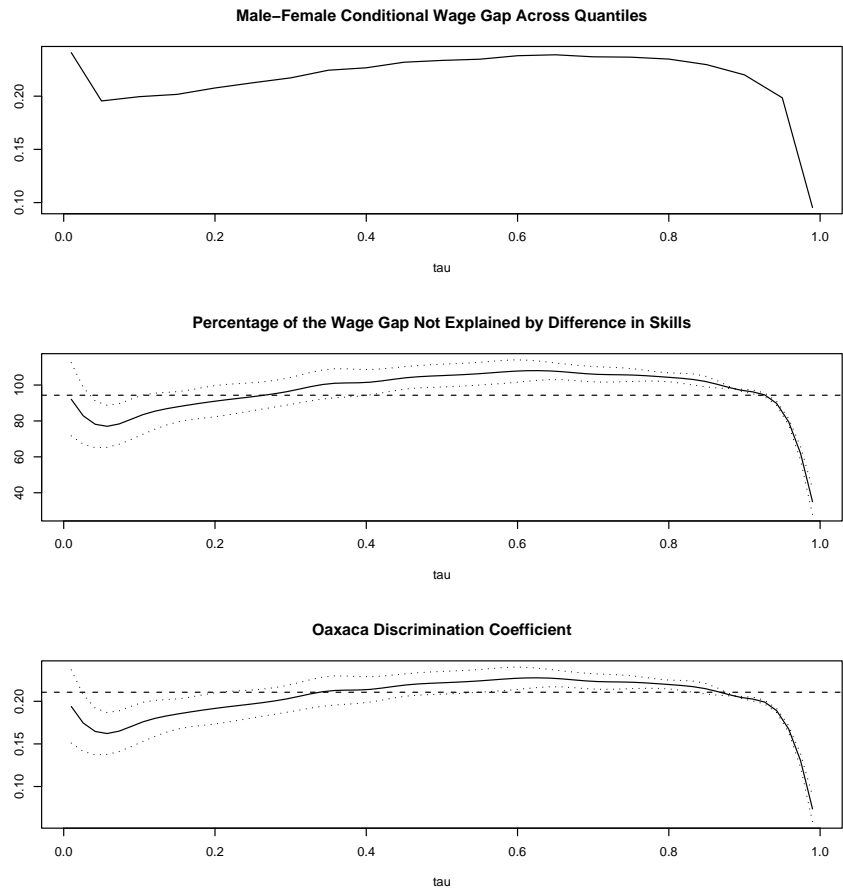 Male−Female Conditional Wage Gap Across Quantiles
0.20
0.15
0.10
0.0 0.2 0.4 0.6 0.8 1.0
tau
Percentage of the Wage Gap Not Explained by Difference in Skills
100
80
60
40
0.0 0.2 0.4 0.6 0.8 1.0
tau
Oaxaca Discrimination Coefficient
0.20
0.15
0.10
0.0 0.2 0.4 0.6 0.8 1.0
tau